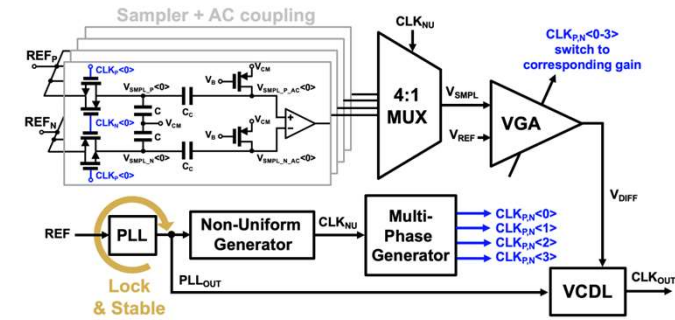 Sampler + AC coupling
REF_P
CLK_P<0>
V_SMPL_P<0>
V_B
V_CM
V_SMPL_P_AC<0>
C
C_C
CLK_N<0>
C
V_CM
REF_N
V_B
V_CM
V_SMPL_N<0>
C_C
V_SMPL_N_AC<0>
CLK_P<0>
+
−
CLK_NU
4:1
MUX
V_SMPL
V_REF
VGA
CLK_P,N<0-3>
switch to
corresponding gain
V_DIFF
REF
PLL
Lock
& Stable
Non-Uniform
Generator
CLK_NU
Multi-
Phase
Generator
CLK_P,N<0>
CLK_P,N<1>
CLK_P,N<2>
CLK_P,N<3>
PLL_OUT
VCDL
CLK_OUT